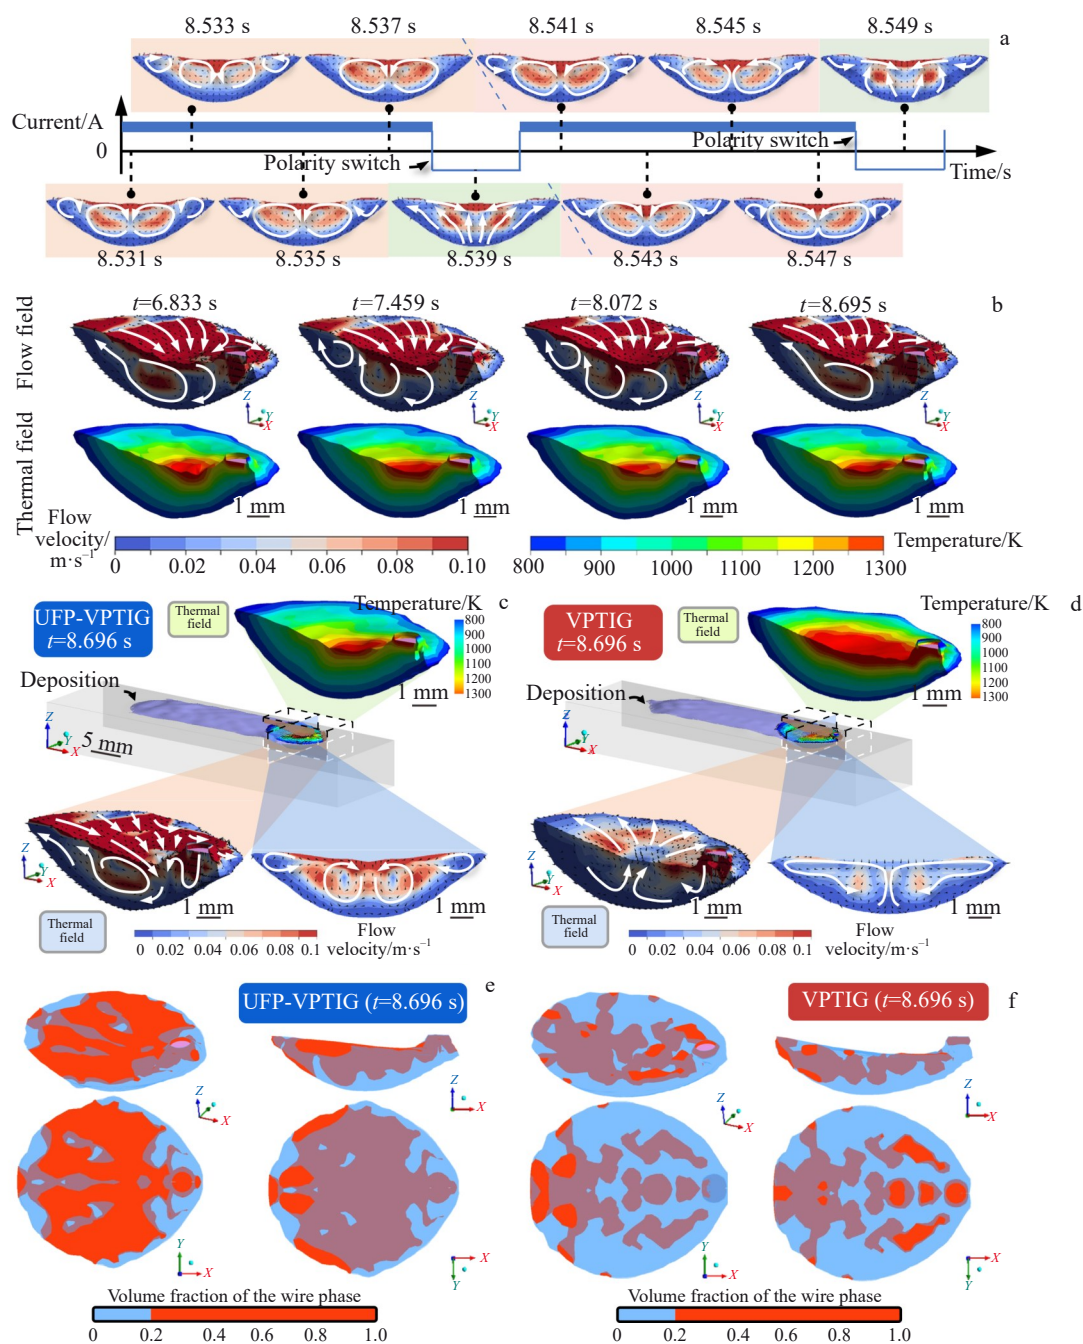 8.533 s 8.537 s 8.541 s 8.545 s 8.549 s a
Current/A
0
Polarity switch
Polarity switch
Time/s
8.531 s 8.535 s 8.539 s 8.543 s 8.547 s
Flow field
t=6.833 s t=7.459 s t=8.072 s t=8.695 s b
Z Y X
Z Y X
Z Y X
Z Y X
Thermal field
1 mm 1 mm 1 mm 1 mm
Flow velocity/m·s⁻¹
0 0.02 0.04 0.06 0.08 0.10
Temperature/K
800 900 1000 1100 1200 1300
UFP-VPTIG
t=8.696 s
Thermal field
Temperature/K c
800
900
1000
1100
1200
1300
1 mm
Deposition
Z Y X
5 mm
Z Y X
1 mm 1 mm
Thermal field
0 0.02 0.04 0.06 0.08 0.1
Flow velocity/m·s⁻¹
VPTIG
t=8.696 s
Thermal field
Temperature/K d
800
900
1000
1100
1200
1300
1 mm
Deposition
Z Y X
Z Y X
1 mm 1 mm
Thermal field
0 0.02 0.04 0.06 0.08 0.1
Flow velocity/m·s⁻¹
UFP-VPTIG (t=8.696 s) e
Z X
Z X
Y X
X Y
Volume fraction of the wire phase
0 0.2 0.4 0.6 0.8 1.0
VPTIG (t=8.696 s) f
Z X
Z X
Y X
X Y
Volume fraction of the wire phase
0 0.2 0.4 0.6 0.8 1.0